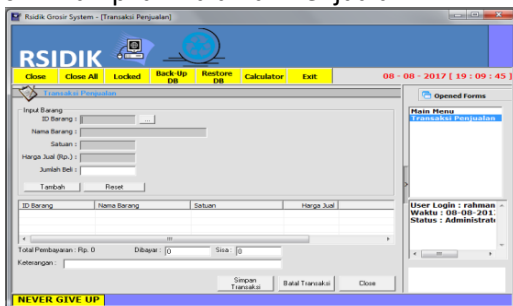 Rsidik Grosir System - [Transaksi Penjualan]
RSIDIK
Close Close All Locked Back-Up DB Restore DB Calculator Exit 08 - 08 - 2017 [ 19 : 09 : 45 ]
Transaksi Penjualan
Opened Forms
Input Barang
ID Barang : ...
Nama Barang :
Satuan :
Harga Jual (Rp.) :
Jumlah Beli :
Tambah Reset
Main Menu
Transaksi Penjualan
ID Barang Nama Barang Satuan Harga Jual
User Login : rahman
Waktu : 08-08-201
Status : Administrat
Total Pembayaran : Rp. 0 Dibayar : 0 Sisa : 0
Keterangan :
Simpan Transaksi Batal Transaksi Close
NEVER GIVE UP